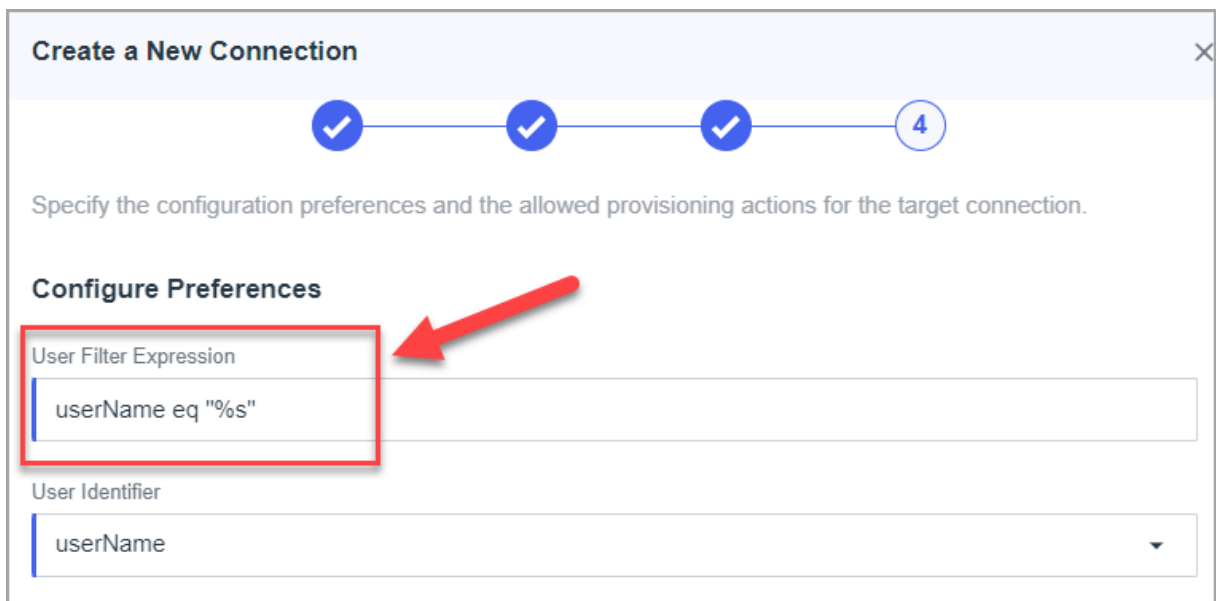 Create a New Connection
4
Specify the configuration preferences and the allowed provisioning actions for the target connection.
Configure Preferences
User Filter Expression
userName eq "%s"
User Identifier
userName